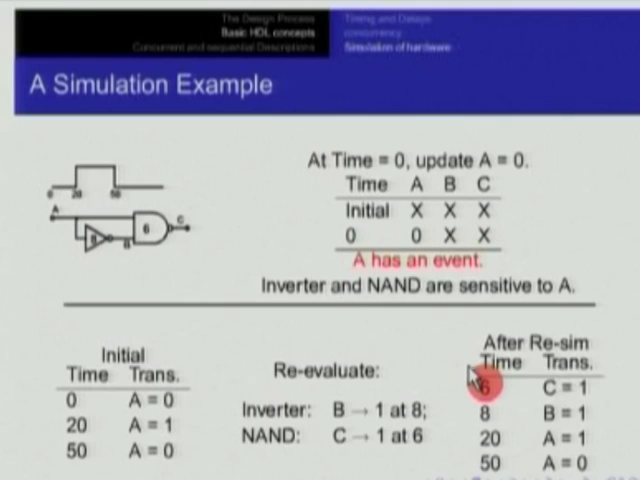 The Design Process
Basic HDL concepts
Concurrent and sequential Descriptions
Timing and Delays
concurrency
Simulation of hardware
A Simulation Example
At Time = 0, update A = 0.
Time A B C
Initial X X X
0 0 X X
A has an event.
Inverter and NAND are sensitive to A.
0 20 50
A
6
C
8
B
Initial
Time Trans.
0 A = 0
20 A = 1
50 A = 0
Re-evaluate:
Inverter: B → 1 at 8;
NAND: C → 1 at 6
After Re-sim
Time Trans.
6 C = 1
8 B = 1
20 A = 1
50 A = 0